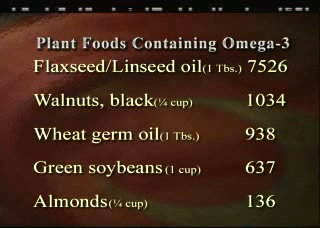 Plant Foods Containing Omega-3
Flaxseed/Linseed oil(1 Tbs.) 7526
Walnuts, black(¼ cup) 1034
Wheat germ oil(1 Tbs.) 938
Green soybeans (1 cup) 637
Almonds(¼ cup) 136